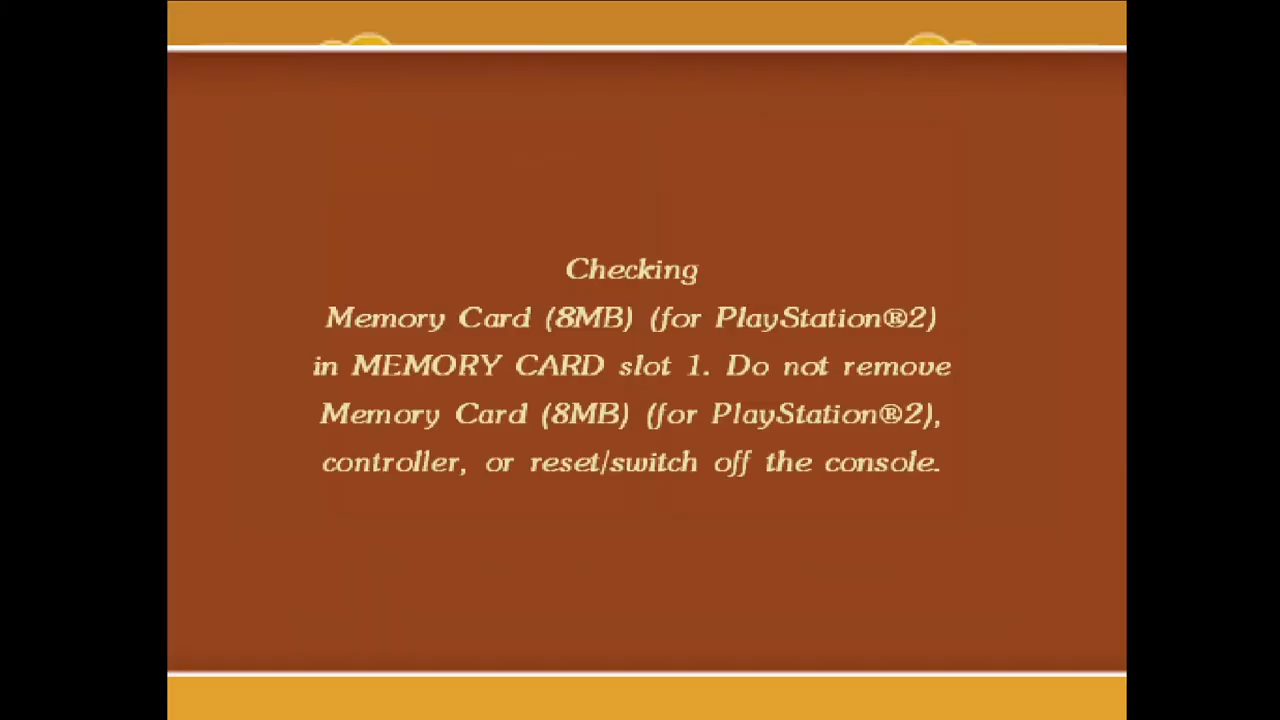 Checking
Memory Card (8MB) (for PlayStation®2)
in MEMORY CARD slot 1. Do not remove
Memory Card (8MB) (for PlayStation®2),
controller, or reset/switch off the console.